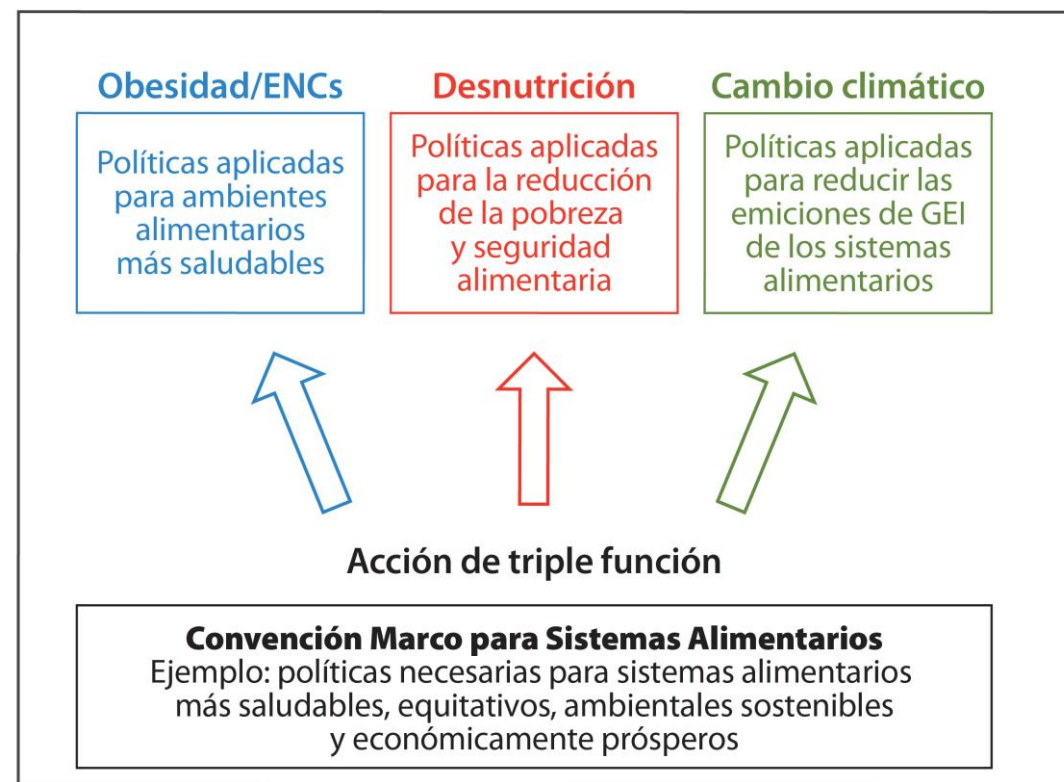 Obesidad/ENCs
Políticas aplicadas
para ambientes
alimentarios
más saludables
Desnutrición
Políticas aplicadas
para la reducción
de la pobreza
y seguridad
alimentaria
Cambio climático
Políticas aplicadas
para reducir las
emiciones de GEI
de los sistemas
alimentarios
Acción de triple función
Convención Marco para Sistemas Alimentarios
Ejemplo: políticas necesarias para sistemas alimentarios
más saludables, equitativos, ambientales sostenibles
y económicamente prósperos